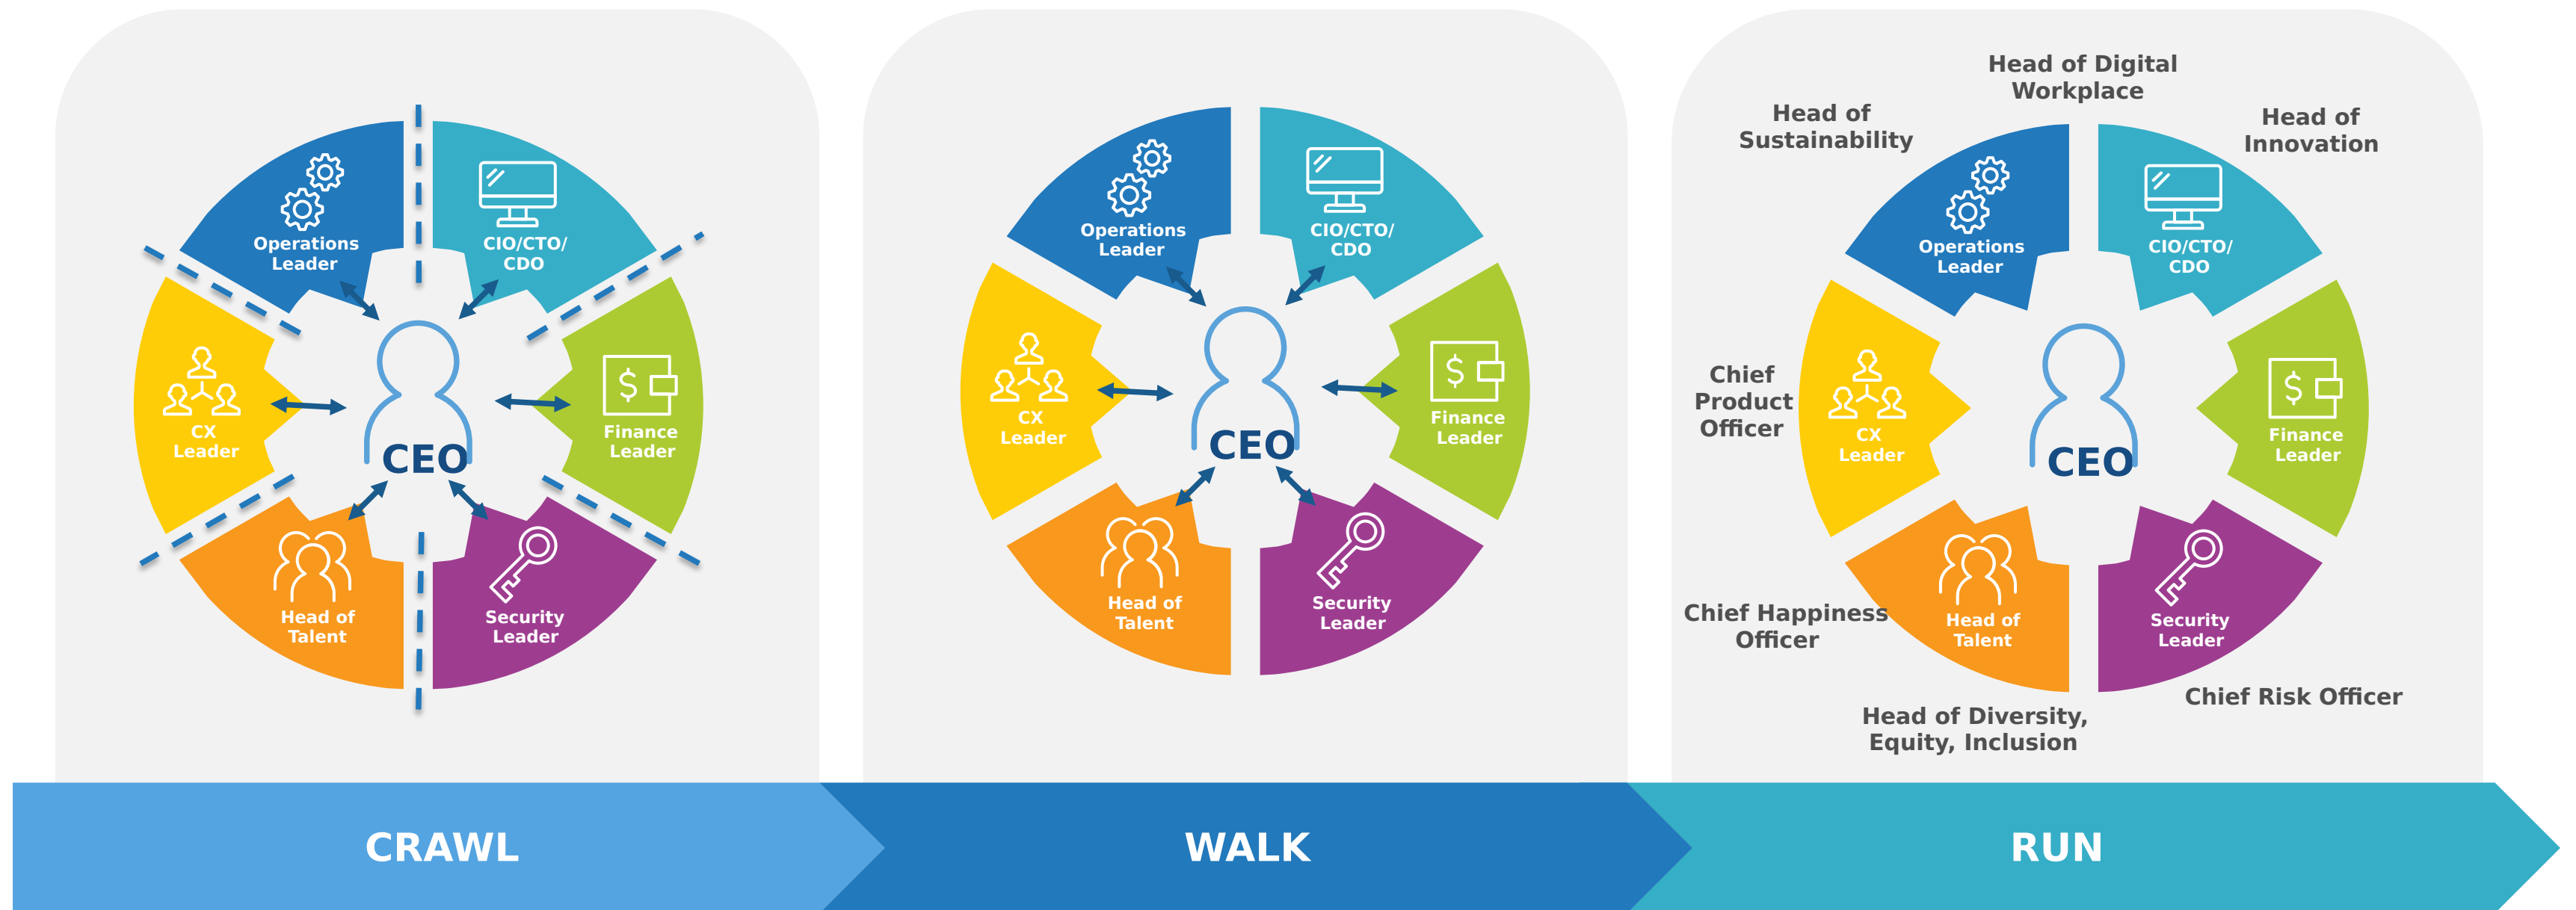 Operations
Leader
CIO/CTO/
CDO
CX
Leader
Finance
Leader
CEO
Head of
Talent
Security
Leader
Operations
Leader
CIO/CTO/
CDO
CX
Leader
Finance
Leader
CEO
Head of
Talent
Security
Leader
Head of Digital
Workplace
Head of
Sustainability
Head of
Innovation
Operations
Leader
CIO/CTO/
CDO
Chief
Product
Officer
CX
Leader
Finance
Leader
CEO
Chief Happiness
Officer
Head of
Talent
Security
Leader
Chief Risk Officer
Head of Diversity,
Equity, Inclusion
CRAWL
WALK
RUN